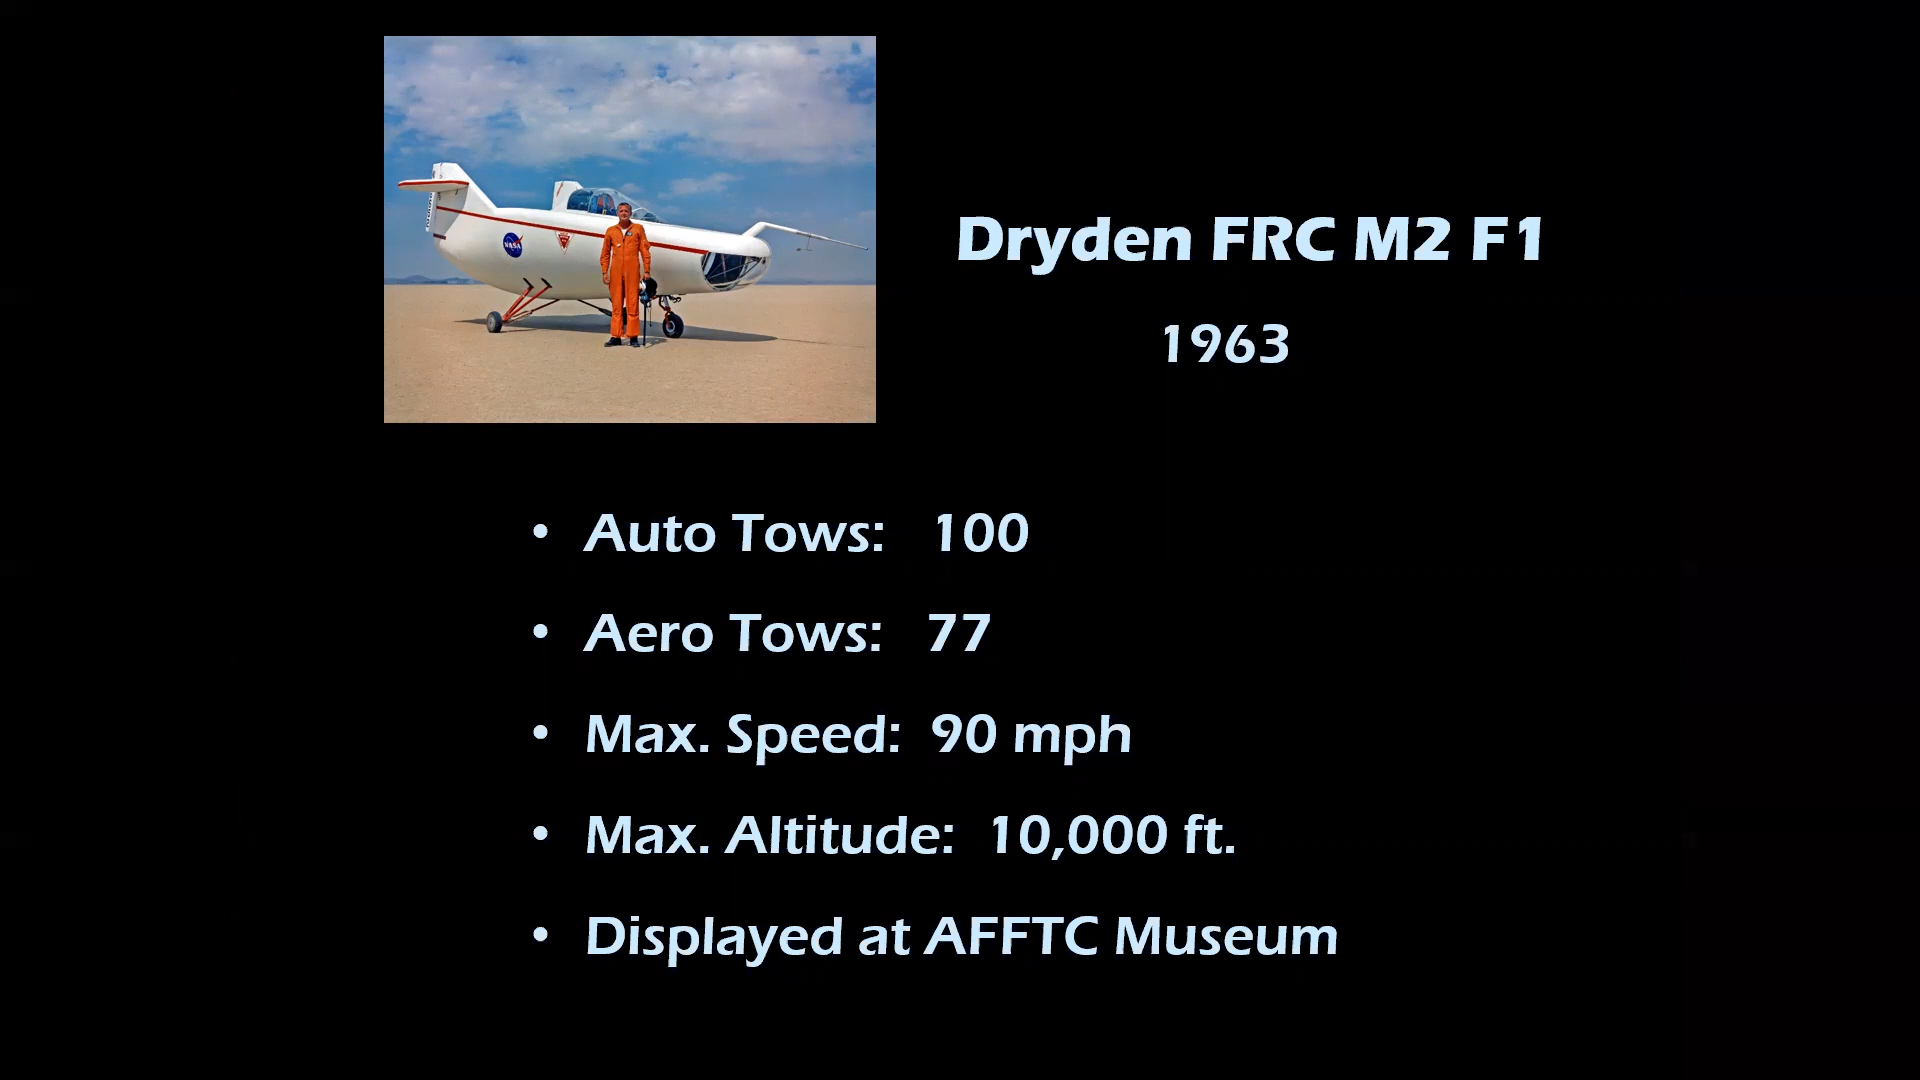 Dryden FRC M2 F1
1963
NASA
• Auto Tows: 100
• Aero Tows: 77
• Max. Speed: 90 mph
• Max. Altitude: 10,000 ft.
• Displayed at AFFTC Museum